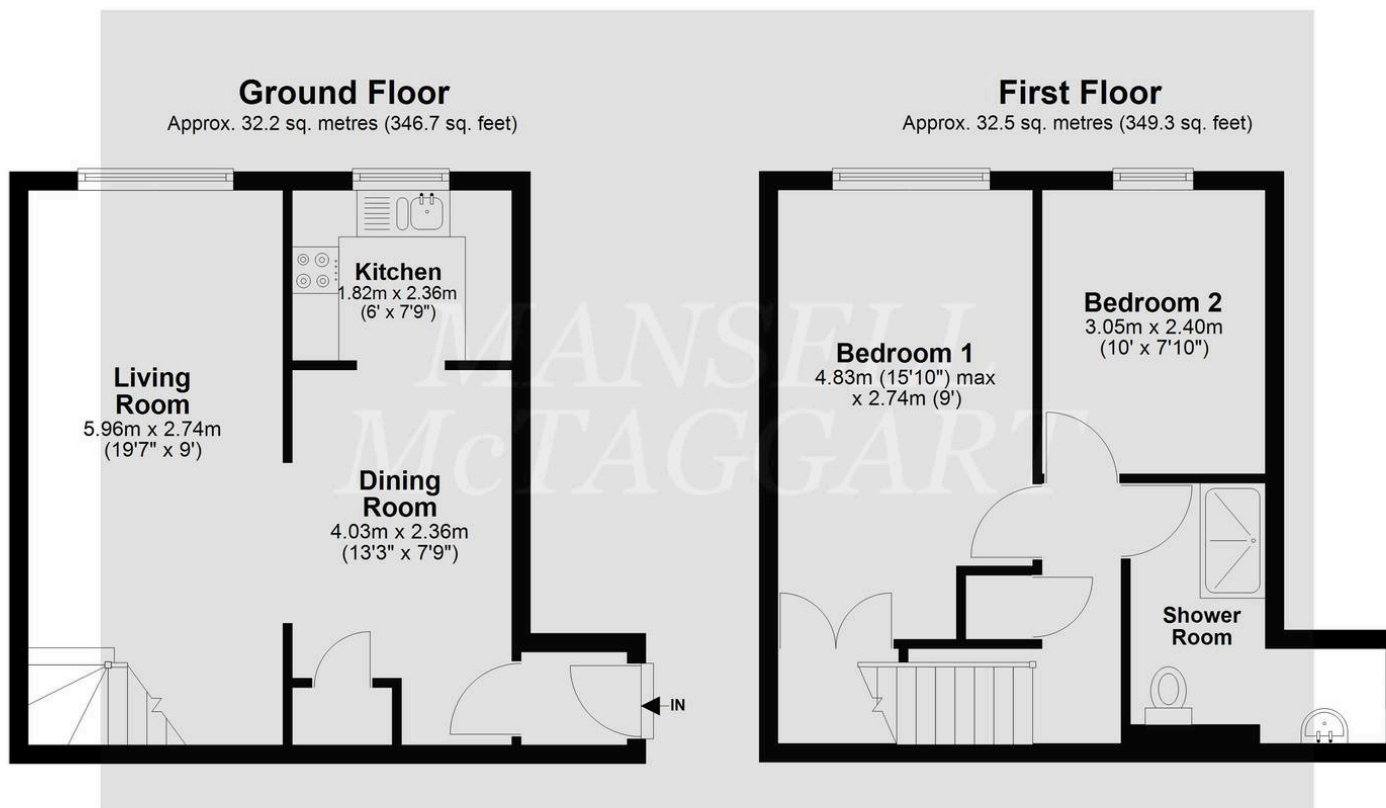 Ground Floor
Approx. 32.2 sq. metres (346.7 sq. feet)
First Floor
Approx. 32.5 sq. metres (349.3 sq. feet)
Kitchen
1.82m x 2.36m
(6' x 7'9")
Living
Room
5.96m x 2.74m
(19'7" x 9')
Dining
Room
4.03m x 2.36m
(13'3" x 7'9")
IN
Bedroom 1
4.83m (15'10") max
x 2.74m (9')
Bedroom 2
3.05m x 2.40m
(10' x 7'10")
Shower
Room
MANSELL
McTAGGART